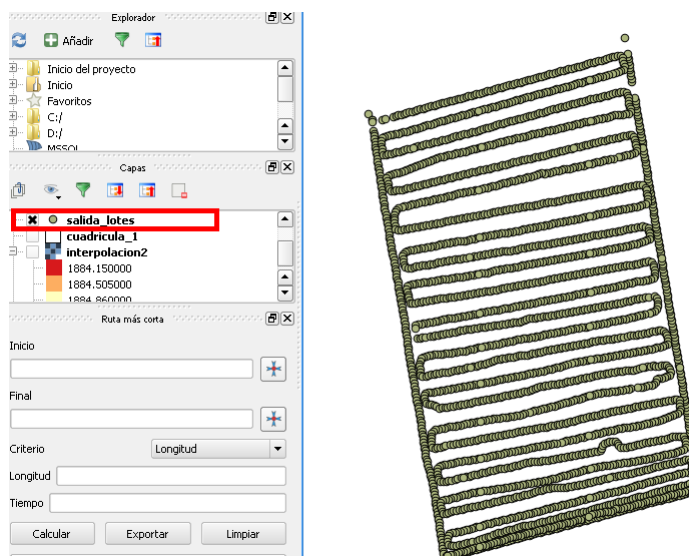 Explorador
Añadir
Inicio del proyecto
Inicio
Favoritos
C:/
D:/
MSSQL
Capas
salida_lotes
cuadricula_1
interpolacion2
1884.150000
1884.505000
1884.860000
Ruta más corta
Inicio
Final
Criterio Longitud
Longitud
Tiempo
Calcular Exportar Limpiar